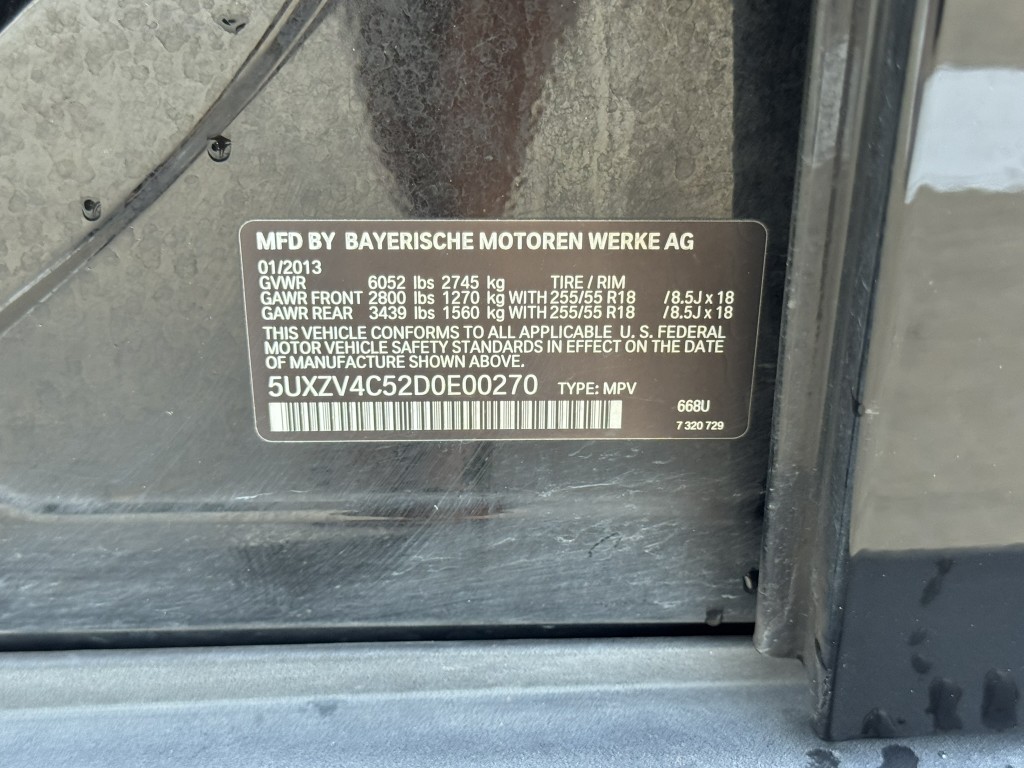 MFD BY BAYERISCHE MOTOREN WERKE AG
01/2013
GVWR 6052 lbs 2745 kg TIRE / RIM
GAWR FRONT 2800 lbs 1270 kg WITH 255/55 R18 / 8.5J x 18
GAWR REAR 3439 lbs 1560 kg WITH 255/55 R18 / 8.5J x 18
THIS VEHICLE CONFORMS TO ALL APPLICABLE U. S. FEDERAL
MOTOR VEHICLE SAFETY STANDARDS IN EFFECT ON THE DATE
OF MANUFACTURE SHOWN ABOVE.
5UXZV4C52D0E00270 TYPE: MPV
668U
7 320 729